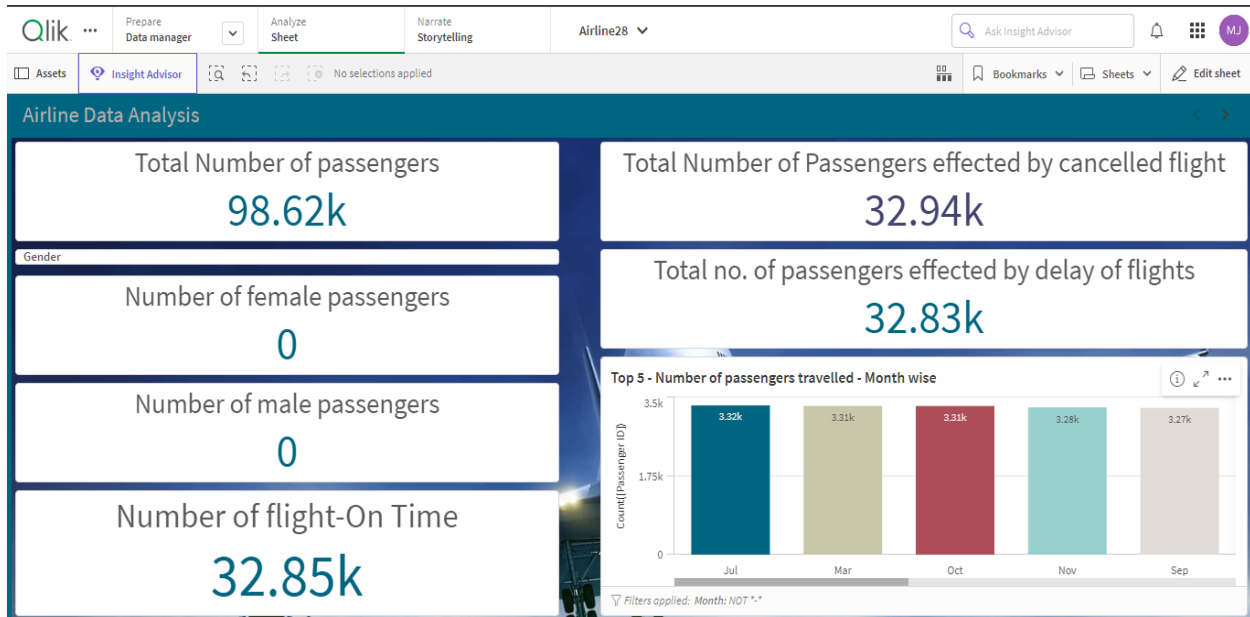 Qlik
Prepare
Data manager
Analyze
Sheet
Narrate
Storytelling
Airline28
Ask Insight Advisor
MJ
Assets
Insight Advisor
No selections applied
Bookmarks
Sheets
Edit sheet
Airline Data Analysis
Total Number of passengers
98.62k
Gender
Number of female passengers
0
Number of male passengers
0
Number of flight-On Time
32.85k
Total Number of Passengers effected by cancelled flight
32.94k
Total no. of passengers effected by delay of flights
32.83k
Top 5 - Number of passengers travelled - Month wise
Count([Passenger ID])
3.5k
1.75k
0
3.32k
3.31k
3.31k
3.28k
3.27k
Jul
Mar
Oct
Nov
Sep
Filters applied: Month: NOT "-"